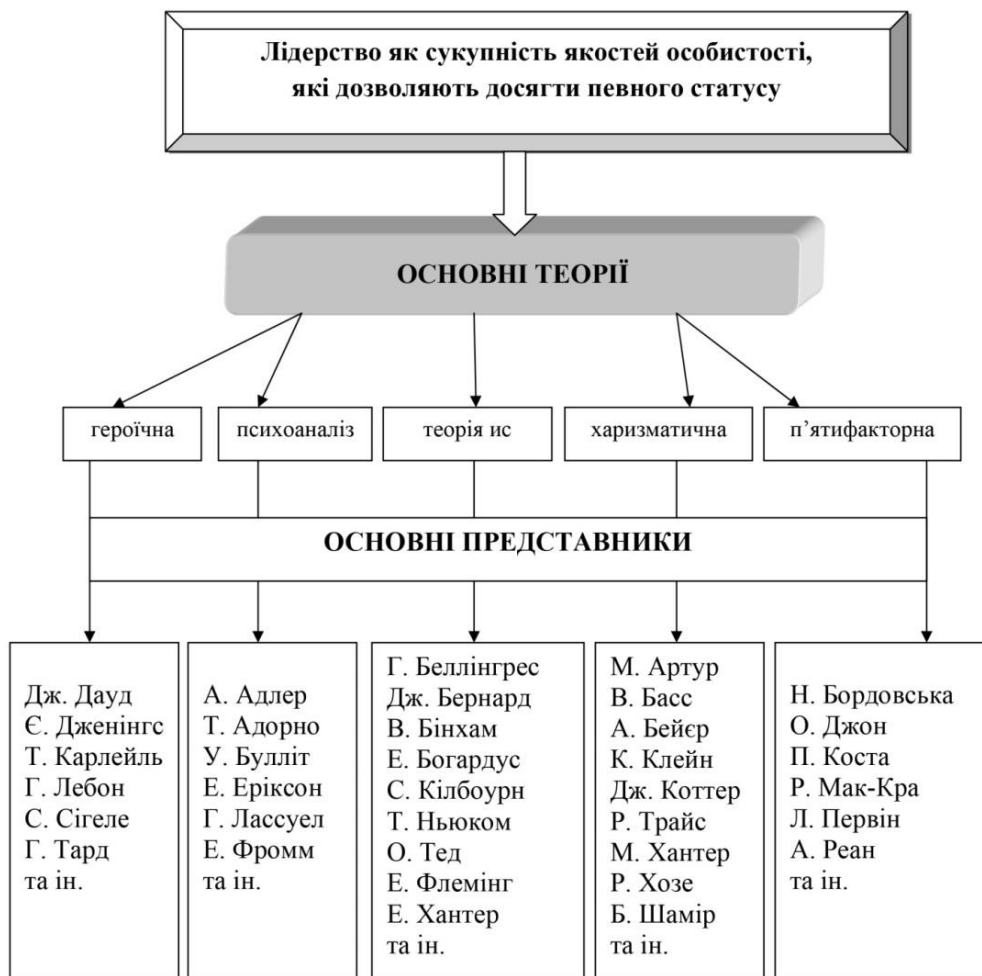 Лідерство як сукупність якостей особистості,
які дозволяють досягти певного статусу
ОСНОВНІ ТЕОРІЇ
героїчна
психоаналіз
теорія ис
харизматична
п’ятифакторна
ОСНОВНІ ПРЕДСТАВНИКИ
Дж. Дауд
Є. Дженінгс
Т. Карлейль
Г. Лебон
С. Сігеле
Г. Тард
та ін.
А. Адлер
Т. Адорно
У. Булліт
Е. Еріксон
Г. Лассуел
Е. Фромм
та ін.
Г. Беллінгрес
Дж. Бернард
В. Бінхам
Е. Богардус
С. Кілбоурн
Т. Ньюком
О. Тед
Е. Флемінг
Е. Хантер
та ін.
М. Артур
В. Басс
А. Бейєр
К. Клейн
Дж. Коттер
Р. Трайс
М. Хантер
Р. Хозе
Б. Шамір
та ін.
Н. Бордовська
О. Джон
П. Коста
Р. Мак-Кра
Л. Первін
А. Реан
та ін.